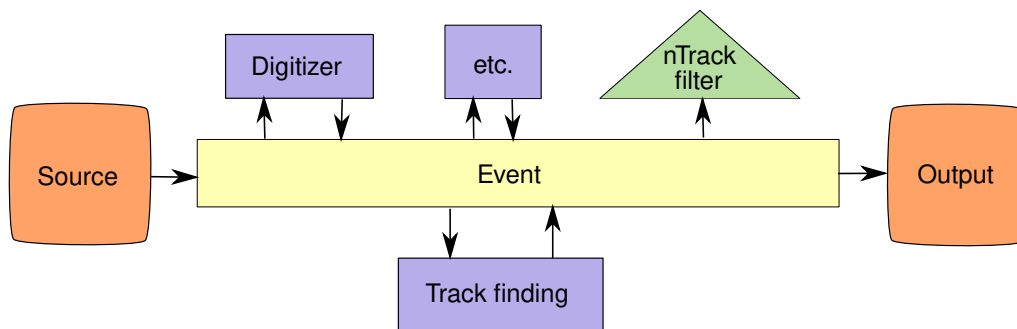 Digitizer
etc.
nTrack
filter
Source
Event
Output
Track finding